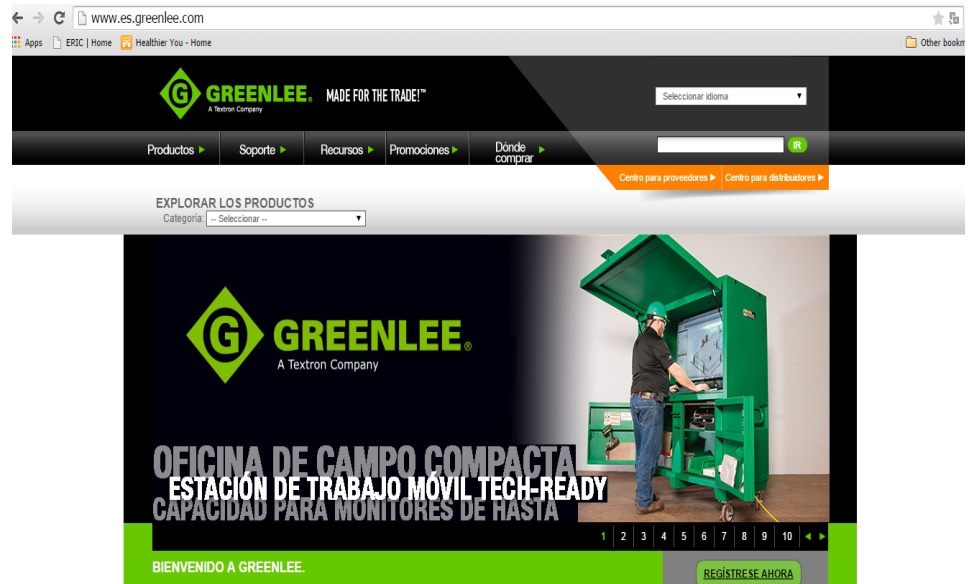 www.es.greenlee.com
Apps ERIC | Home Healthier You - Home Other bookm
G GREENLEE® MADE FOR THE TRADE!™
A Textron Company
Seleccionar idioma
Productos Soporte Recursos Promociones Dónde
comprar
IR
Centro para proveedores Centro para distribuidores
EXPLORAR LOS PRODUCTOS
Categoría: -- Seleccionar --
G GREENLEE®
A Textron Company
OFICINA DE CAMPO COMPACTA
ESTACIÓN DE TRABAJO MÓVIL TECH-READY
CAPACIDAD PARA MONITORES DE HASTA
1 2 3 4 5 6 7 8 9 10
BIENVENIDO A GREENLEE.
REGÍSTRESE AHORA